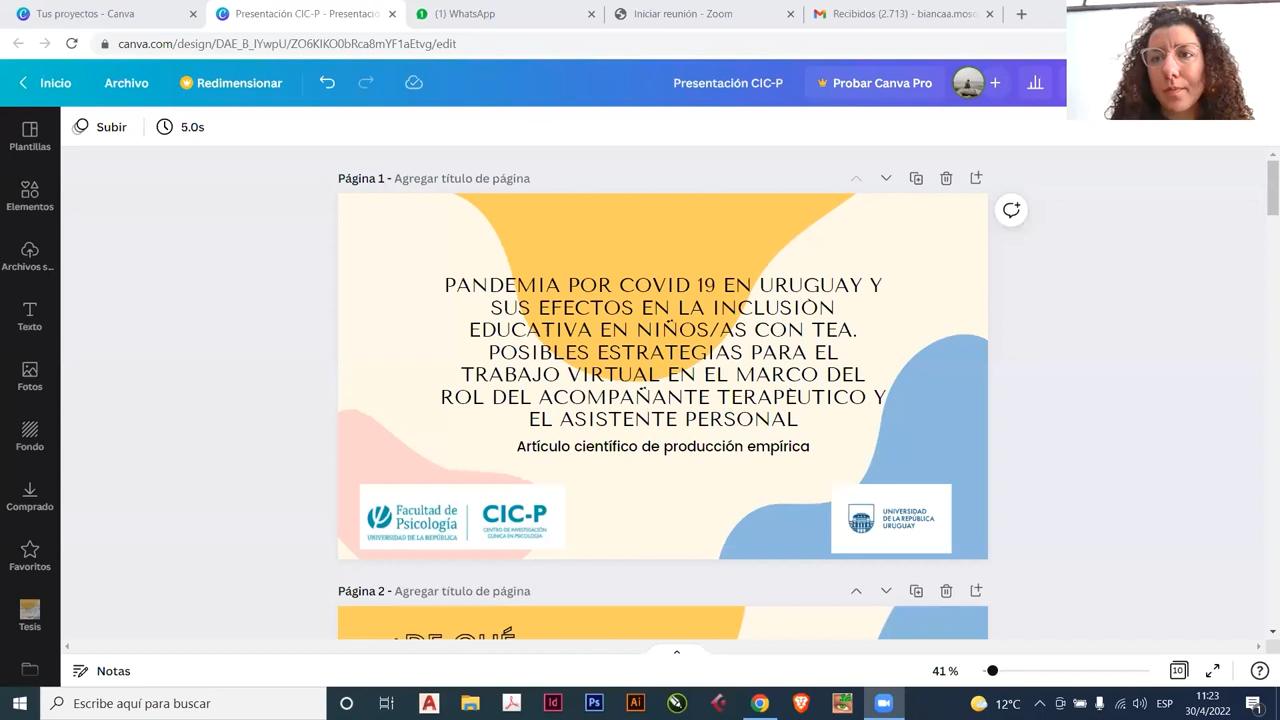 Tus proyectos - Canva
Presentación CIC-P - Presenta
(1) WhatsApp
Iniciar reunión - Zoom
Recibidos (2.713) - biancaa.mosq
canva.com/design/DAE_B_IYwpU/ZO6KIKO0bRca8mYF1aEtvg/edit
Inicio
Archivo
Redimensionar
Presentación CIC-P
Probar Canva Pro
Subir
5.0s
Plantillas
Elementos
Archivos s...
Texto
Fotos
Fondo
Comprado
Favoritos
Tesis
Página 1 - Agregar título de página
PANDEMIA POR COVID 19 EN URUGUAY Y
SUS EFECTOS EN LA INCLUSIÒN
EDUCATIVA EN NIÑOS/AS CON TEA.
POSIBLES ESTRATEGIAS PARA EL
TRABAJO VIRTUAL EN EL MARCO DEL
ROL DEL ACOMPAÑANTE TERAPÈUTICO Y
EL ASISTENTE PERSONAL
Artículo científico de producción empírica
Facultad de
Psicología
UNIVERSIDAD DE LA REPÚBLICA
CIC-P
CENTRO DE INVESTIGACIÓN
CLÍNICA EN PSICOLOGÍA
UNIVERSIDAD
DE LA REPÚBLICA
URUGUAY
Página 2 - Agregar título de página
¿DE QUÉ
Notas
41 %
10
Escribe aquí para buscar
12°C
ESP
11:23
30/4/2022